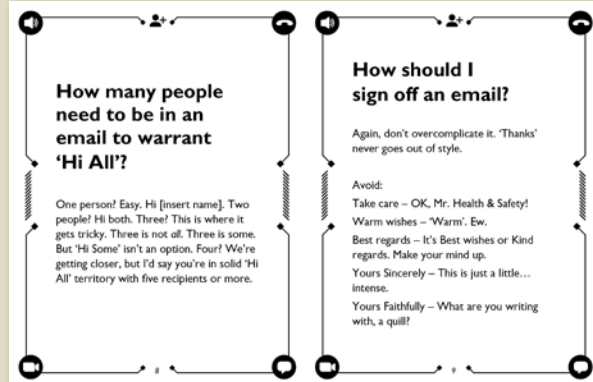 How many people
need to be in an
email to warrant
‘Hi All’?
One person? Easy. Hi [insert name]. Two
people? Hi both. Three? This is where it
gets tricky. Three is not all. Three is some.
But ‘Hi Some’ isn’t an option. Four? We’re
getting closer, but I’d say you’re in solid ‘Hi
All’ territory with five recipients or more.
8
How should I
sign off an email?
Again, don’t overcomplicate it. ‘Thanks’
never goes out of style.
Avoid:
Take care – OK, Mr. Health & Safety!
Warm wishes – ‘Warm’. Ew.
Best regards – It’s Best wishes or Kind
regards. Make your mind up.
Yours Sincerely – This is just a little…
intense.
Yours Faithfully – What are you writing
with, a quill?
9